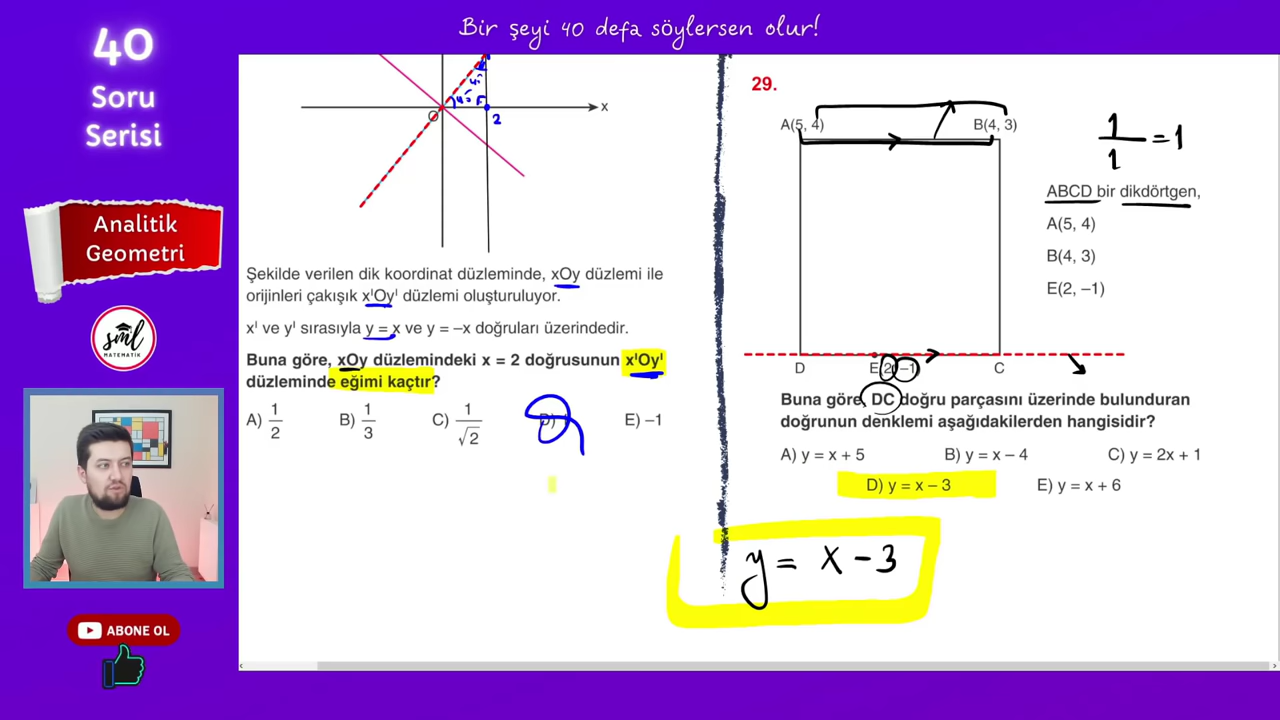 Bir şeyi 40 defa söylersen olur!
40
Soru
Serisi
Analitik
Geometri
sml
MATEMATİK
ABONE OL
x
O
2
Şekilde verilen dik koordinat düzleminde, xOy düzlemi ile
orijinleri çakışık x'Oy' düzlemi oluşturuluyor.
x' ve y' sırasıyla y = x ve y = –x doğruları üzerindedir.
Buna göre, xOy düzlemindeki x = 2 doğrusunun x'Oy'
düzleminde eğimi kaçtır?
A) 1/2 B) 1/3 C) 1/√2 D) E) –1
29.
A(5, 4) B(4, 3)
1/1 = 1
ABCD bir dikdörtgen,
A(5, 4)
B(4, 3)
E(2, –1)
D E(2, –1) C
Buna göre, DC doğru parçasını üzerinde bulunduran
doğrunun denklemi aşağıdakilerden hangisidir?
A) y = x + 5 B) y = x – 4 C) y = 2x + 1
D) y = x – 3 E) y = x + 6
y = x – 3